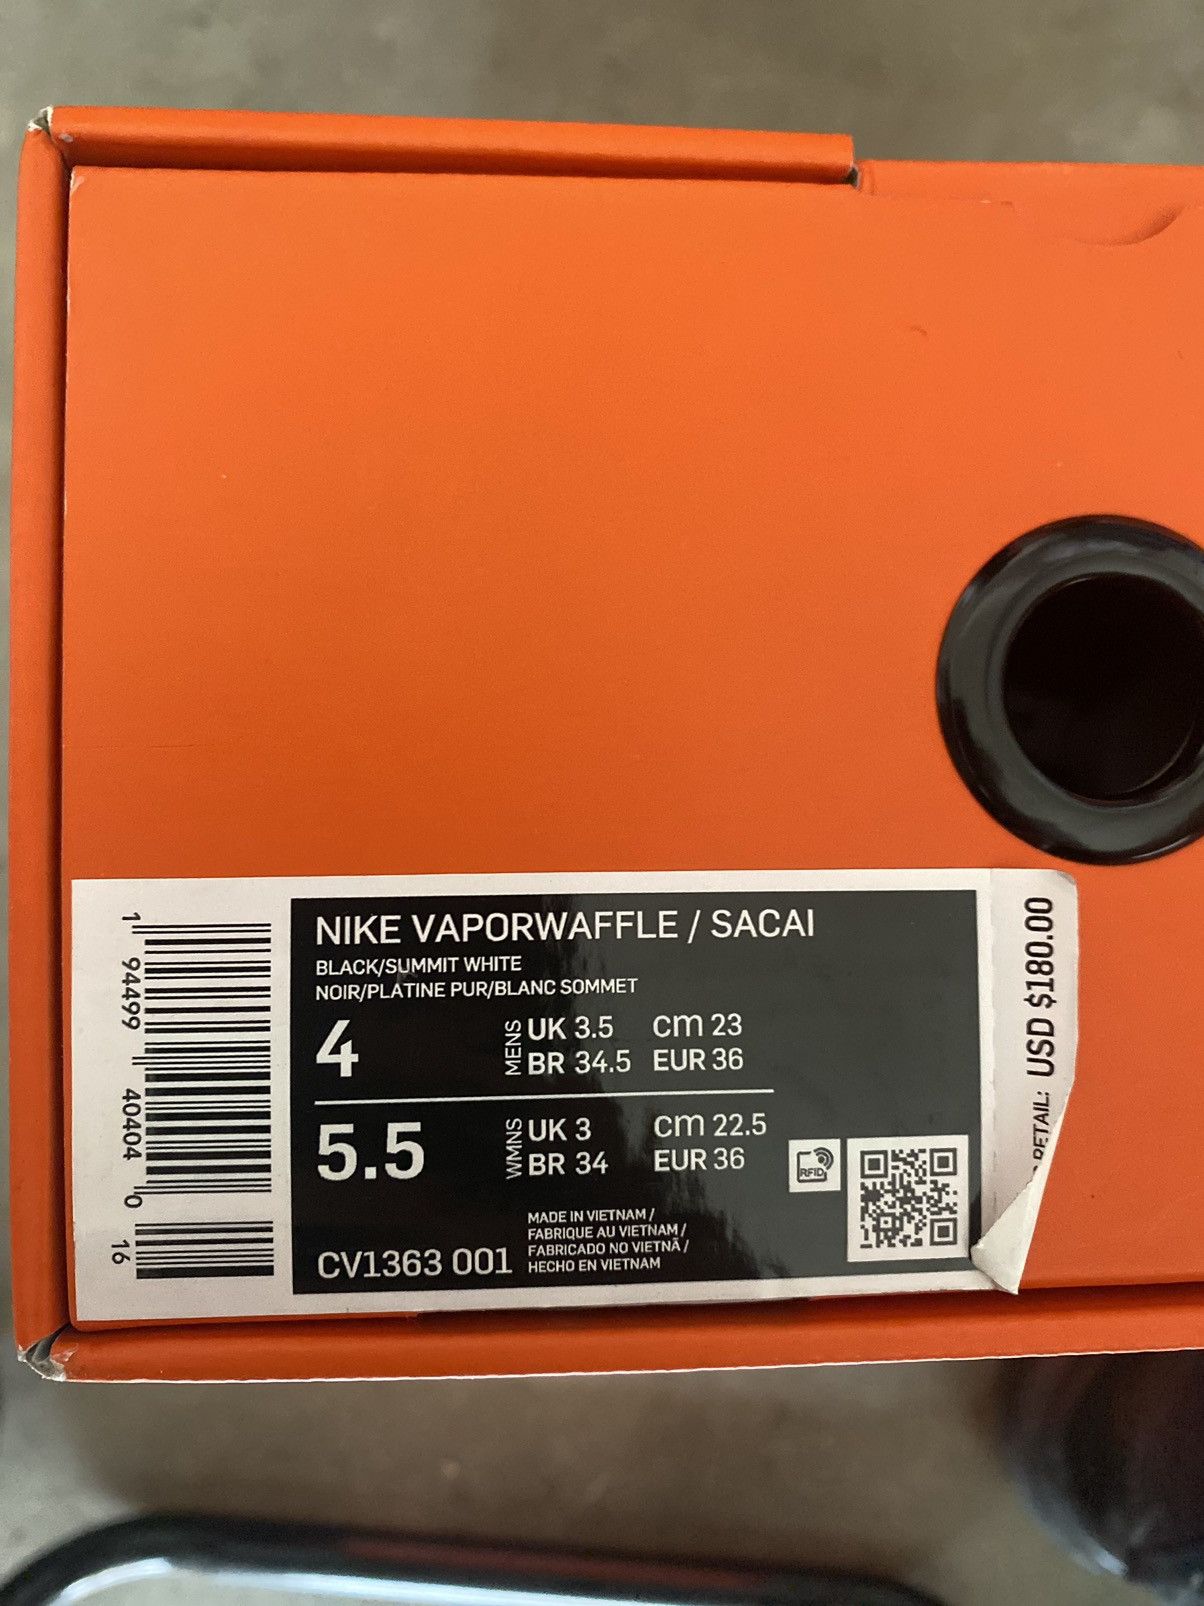 NIKE VAPORWAFFLE / SACAI
BLACK/SUMMIT WHITE
NOIR/PLATINE PUR/BLANC SOMMET
4
MENS
UK 3.5 cm 23
BR 34.5 EUR 36
5.5
WMNS
UK 3 cm 22.5
BR 34 EUR 36
RFID
MADE IN VIETNAM /
FABRIQUE AU VIETNAM /
FABRICADO NO VIETNÃ /
HECHO EN VIETNAM
CV1363 001
1 94499 40404 0 16
RETAIL: USD $180.00